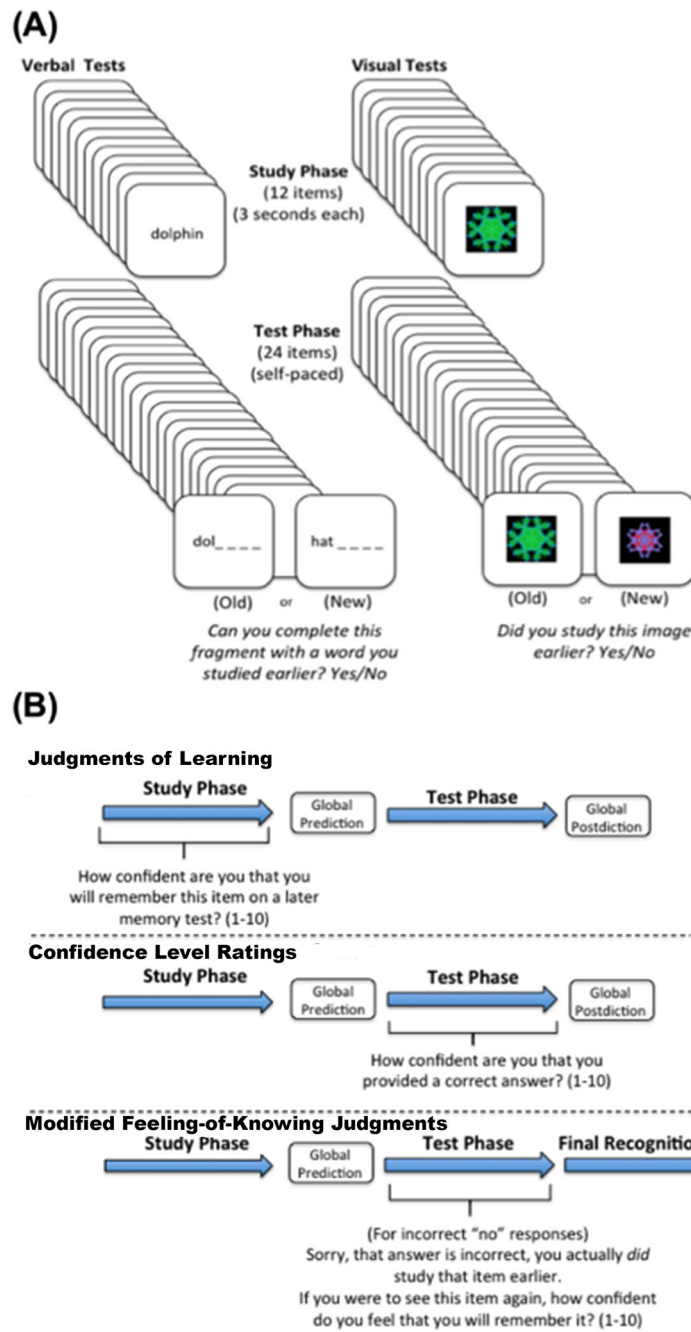 (A)
Verbal Tests
Visual Tests
Study Phase
(12 items)
(3 seconds each)
dolphin
Test Phase
(24 items)
(self-paced)
dol_ _ _ _
hat _ _ _ _
(Old) or (New)
(Old) or (New)
Can you complete this
fragment with a word you
studied earlier? Yes/No
Did you study this image
earlier? Yes/No
(B)
Judgments of Learning
Study Phase
Global
Prediction
Test Phase
Global
Postdiction
How confident are you that you
will remember this item on a later
memory test? (1-10)
Confidence Level Ratings
Study Phase
Global
Prediction
Test Phase
Global
Postdiction
How confident are you that you
provided a correct answer? (1-10)
Modified Feeling-of-Knowing Judgments
Study Phase
Global
Prediction
Test Phase
Final Recognitio
(For incorrect "no" responses)
Sorry, that answer is incorrect, you actually did
study that item earlier.
If you were to see this item again, how confident
do you feel that you will remember it? (1-10)